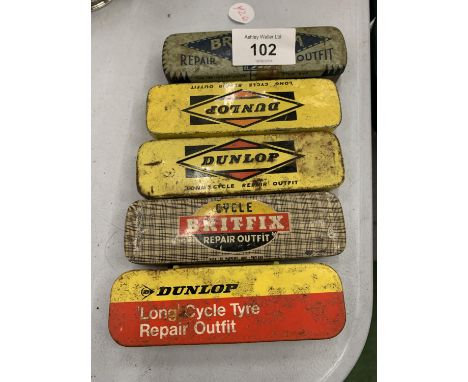 Ashley Waller Ltd
102
REPAIR OUTFIT
LONG CYCLE REPAIR OUTFIT
DUNLOP
DUNLOP
"LONG" CYCLE REPAIR OUTFIT
CYCLE
BRITFIX
REPAIR OUTFIT
DUNLOP
'Long' Cycle Tyre
Repair Outfit